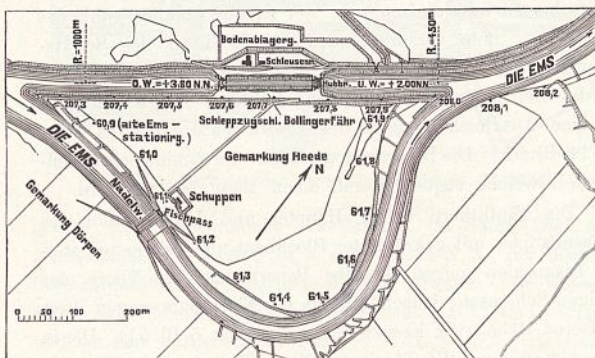 R.=1000m
Bodenablagerg.
R.=450m
Schleusem.
DIE EMS
O.W.=+3,80 N.N.
Hubbr.
U.W.=+2,00NN
207,3
207,4
207,5
207,6
207,7
207,8
207,9
208,0
208,1
208,2
60,9 (alte Ems-
stationirg.)
Schleppzugschl. Bollingerfähr
61,9
DIE EMS
61,0
Gemarkung Heede
61,8
N
Gemarkung Dörpen
Nadelw.
61,1
Schuppen
Fischpass
61,7
61,2
61,6
61,3
61,4
61,5
0
50
100
200m